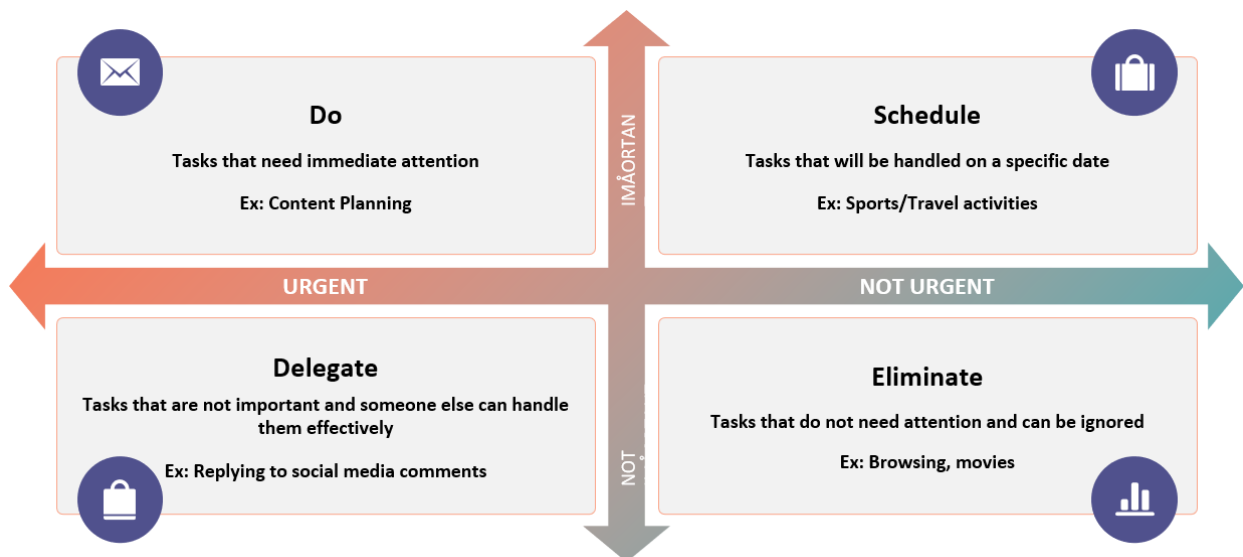 Do
Tasks that need immediate attention
Ex: Content Planning
Schedule
Tasks that will be handled on a specific date
Ex: Sports/Travel activities
IMÅORTAN
URGENT
NOT URGENT
Delegate
Tasks that are not important and someone else can handle
them effectively
Ex: Replying to social media comments
Eliminate
Tasks that do not need attention and can be ignored
Ex: Browsing, movies
NOT